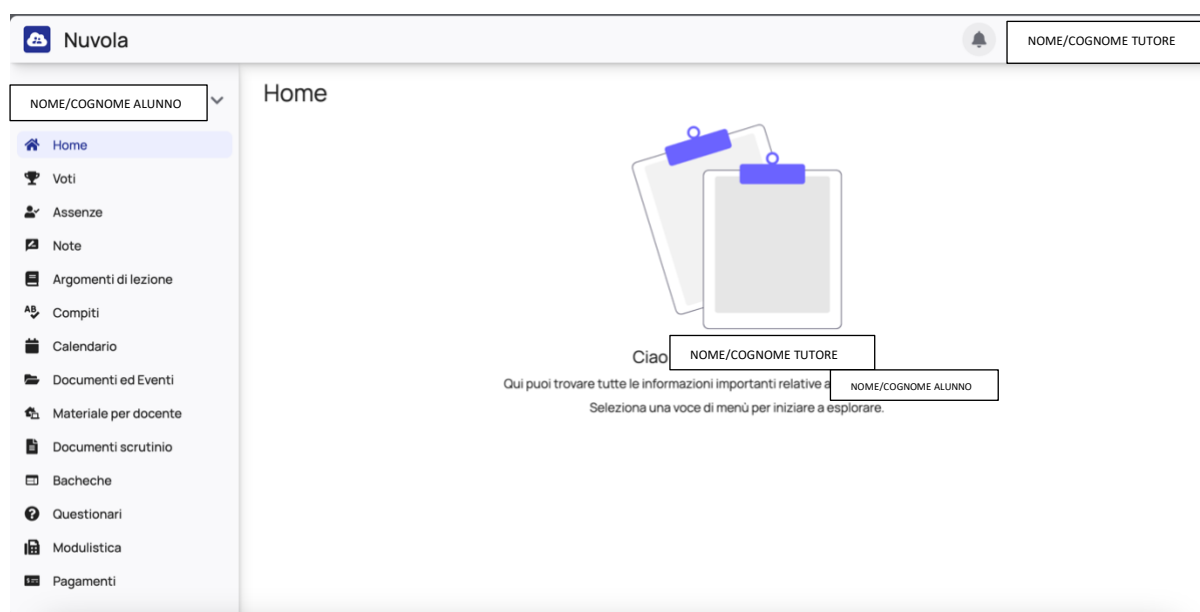 Nuvola
NOME/COGNOME TUTORE
NOME/COGNOME ALUNNO
Home
Home
Voti
Assenze
Note
Argomenti di lezione
AB
Compiti
Calendario
Documenti ed Eventi
Materiale per docente
Documenti scrutinio
Bacheche
Questionari
Modulistica
Pagamenti
Ciao NOME/COGNOME TUTORE
Qui puoi trovare tutte le informazioni importanti relative a NOME/COGNOME ALUNNO
Seleziona una voce di menù per iniziare a esplorare.